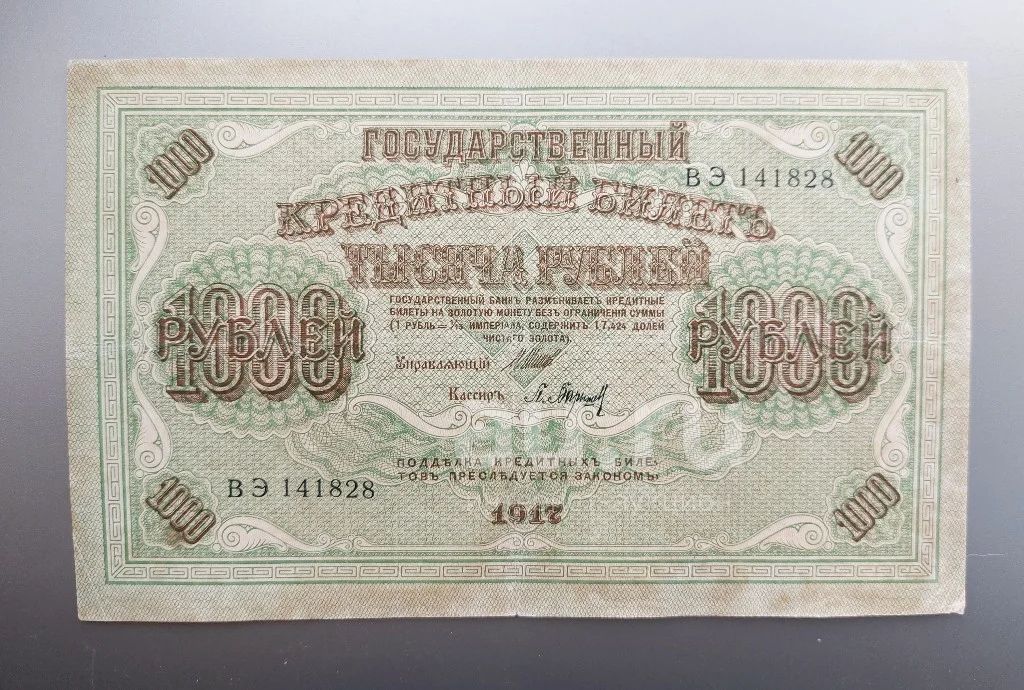 1000
ГОСУДАРСТВЕННЫЙ
1000
ВЭ 141828
КРЕДИТНЫЙ БИЛЕТЪ
ТЫСЯЧА РУБЛЕЙ
1000
РУБЛЕЙ
1000
РУБЛЕЙ
ГОСУДАРСТВЕННЫЙ БАНКЪ РАЗМѢНИВАЕТЪ КРЕДИТНЫЕ
БИЛЕТЫ НА ЗОЛОТУЮ МОНЕТУ БЕЗЪ ОГРАНИЧЕНІЯ СУММЫ
(1 РУБЛЬ = 1/15 ИМПЕРІАЛА, СОДЕРЖИТЪ 17,424 ДОЛЕЙ
ЧИСТАГО ЗОЛОТА).
Управляющій
Кассиръ
ПОДДѢЛКА КРЕДИТНЫХЪ БИЛЕ-
ТОВЪ ПРЕСЛѢДУЕТСЯ ЗАКОНОМЪ
ВЭ 141828
1000
1917
1000